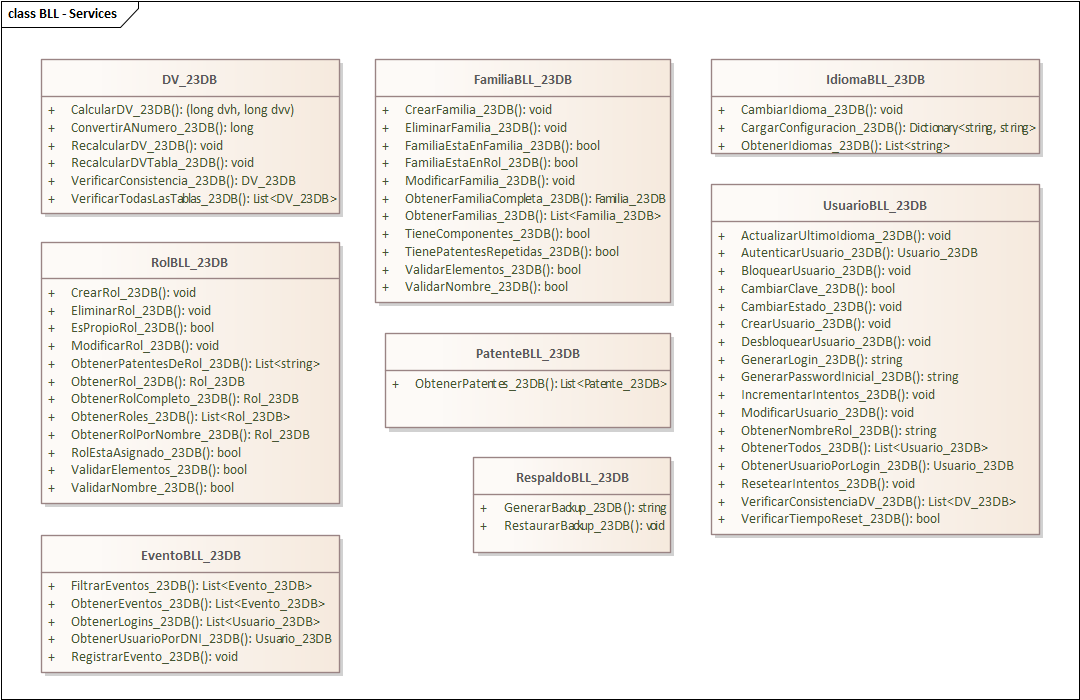 class BLL - Services
DV_23DB
+ CalcularDV_23DB(): (long dvh, long dvv)
+ ConvertirANumero_23DB(): long
+ RecalcularDV_23DB(): void
+ RecalcularDVTabla_23DB(): void
+ VerificarConsistencia_23DB(): DV_23DB
+ VerificarTodasLasTablas_23DB(): List<DV_23DB>
RolBLL_23DB
+ CrearRol_23DB(): void
+ EliminarRol_23DB(): void
+ EsPropioRol_23DB(): bool
+ ModificarRol_23DB(): void
+ ObtenerPatentesDeRol_23DB(): List<string>
+ ObtenerRol_23DB(): Rol_23DB
+ ObtenerRolCompleto_23DB(): Rol_23DB
+ ObtenerRoles_23DB(): List<Rol_23DB>
+ ObtenerRolPorNombre_23DB(): Rol_23DB
+ RolEstaAsignado_23DB(): bool
+ ValidarElementos_23DB(): bool
+ ValidarNombre_23DB(): bool
EventoBLL_23DB
+ FiltrarEventos_23DB(): List<Evento_23DB>
+ ObtenerEventos_23DB(): List<Evento_23DB>
+ ObtenerLogins_23DB(): List<Usuario_23DB>
+ ObtenerUsuarioPorDNI_23DB(): Usuario_23DB
+ RegistrarEvento_23DB(): void
FamiliaBLL_23DB
+ CrearFamilia_23DB(): void
+ EliminarFamilia_23DB(): void
+ FamiliaEstaEnFamilia_23DB(): bool
+ FamiliaEstaEnRol_23DB(): bool
+ ModificarFamilia_23DB(): void
+ ObtenerFamiliaCompleta_23DB(): Familia_23DB
+ ObtenerFamilias_23DB(): List<Familia_23DB>
+ TieneComponentes_23DB(): bool
+ TienePatentesRepetidas_23DB(): bool
+ ValidarElementos_23DB(): bool
+ ValidarNombre_23DB(): bool
PatenteBLL_23DB
+ ObtenerPatentes_23DB(): List<Patente_23DB>
RespaldoBLL_23DB
+ GenerarBackup_23DB(): string
+ RestaurarBackup_23DB(): void
IdiomaBLL_23DB
+ CambiarIdioma_23DB(): void
+ CargarConfiguracion_23DB(): Dictionary<string, string>
+ ObtenerIdiomas_23DB(): List<string>
UsuarioBLL_23DB
+ ActualizarUltimoIdioma_23DB(): void
+ AutenticarUsuario_23DB(): Usuario_23DB
+ BloquearUsuario_23DB(): void
+ CambiarClave_23DB(): bool
+ CambiarEstado_23DB(): void
+ CrearUsuario_23DB(): void
+ DesbloquearUsuario_23DB(): void
+ GenerarLogin_23DB(): string
+ GenerarPasswordInicial_23DB(): string
+ IncrementarIntentos_23DB(): void
+ ModificarUsuario_23DB(): void
+ ObtenerNombreRol_23DB(): string
+ ObtenerTodos_23DB(): List<Usuario_23DB>
+ ObtenerUsuarioPorLogin_23DB(): Usuario_23DB
+ ResetearIntentos_23DB(): void
+ VerificarConsistenciaDV_23DB(): List<DV_23DB>
+ VerificarTiempoReset_23DB(): bool